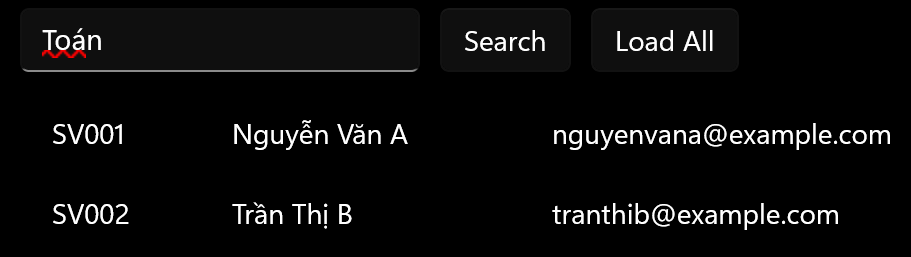 Toán Search Load All
SV001 Nguyễn Văn A nguyenvana@example.com
SV002 Trần Thị B tranthib@example.com